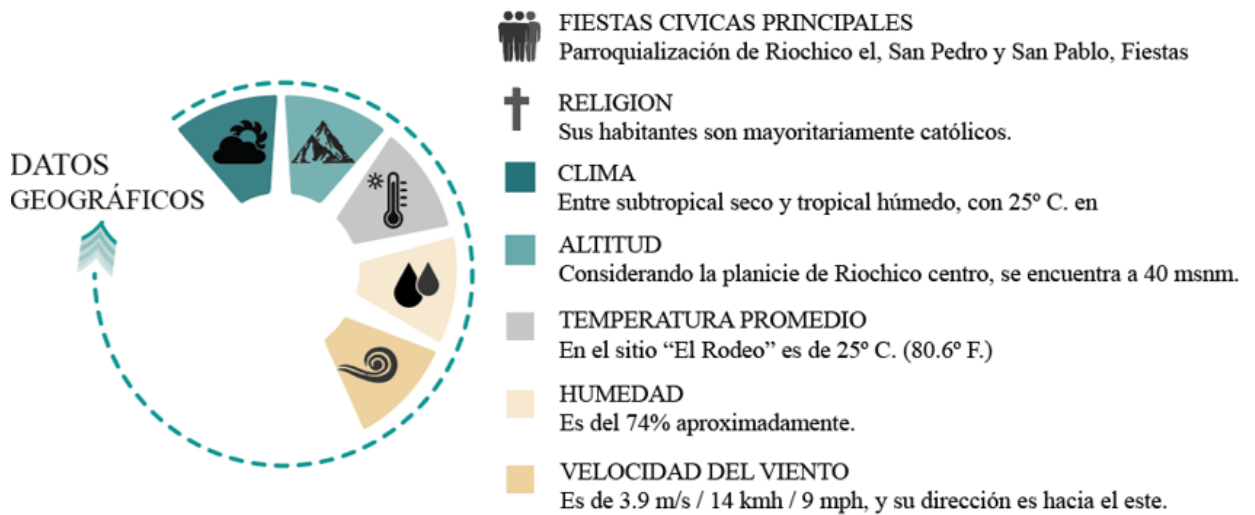 DATOS
GEOGRÁFICOS
FIESTAS CIVICAS PRINCIPALES
Parroquialización de Riochico el, San Pedro y San Pablo, Fiestas
RELIGION
Sus habitantes son mayoritariamente católicos.
CLIMA
Entre subtropical seco y tropical húmedo, con 25º C. en
ALTITUD
Considerando la planicie de Riochico centro, se encuentra a 40 msnm.
TEMPERATURA PROMEDIO
En el sitio “El Rodeo” es de 25º C. (80.6º F.)
HUMEDAD
Es del 74% aproximadamente.
VELOCIDAD DEL VIENTO
Es de 3.9 m/s / 14 kmh / 9 mph, y su dirección es hacia el este.